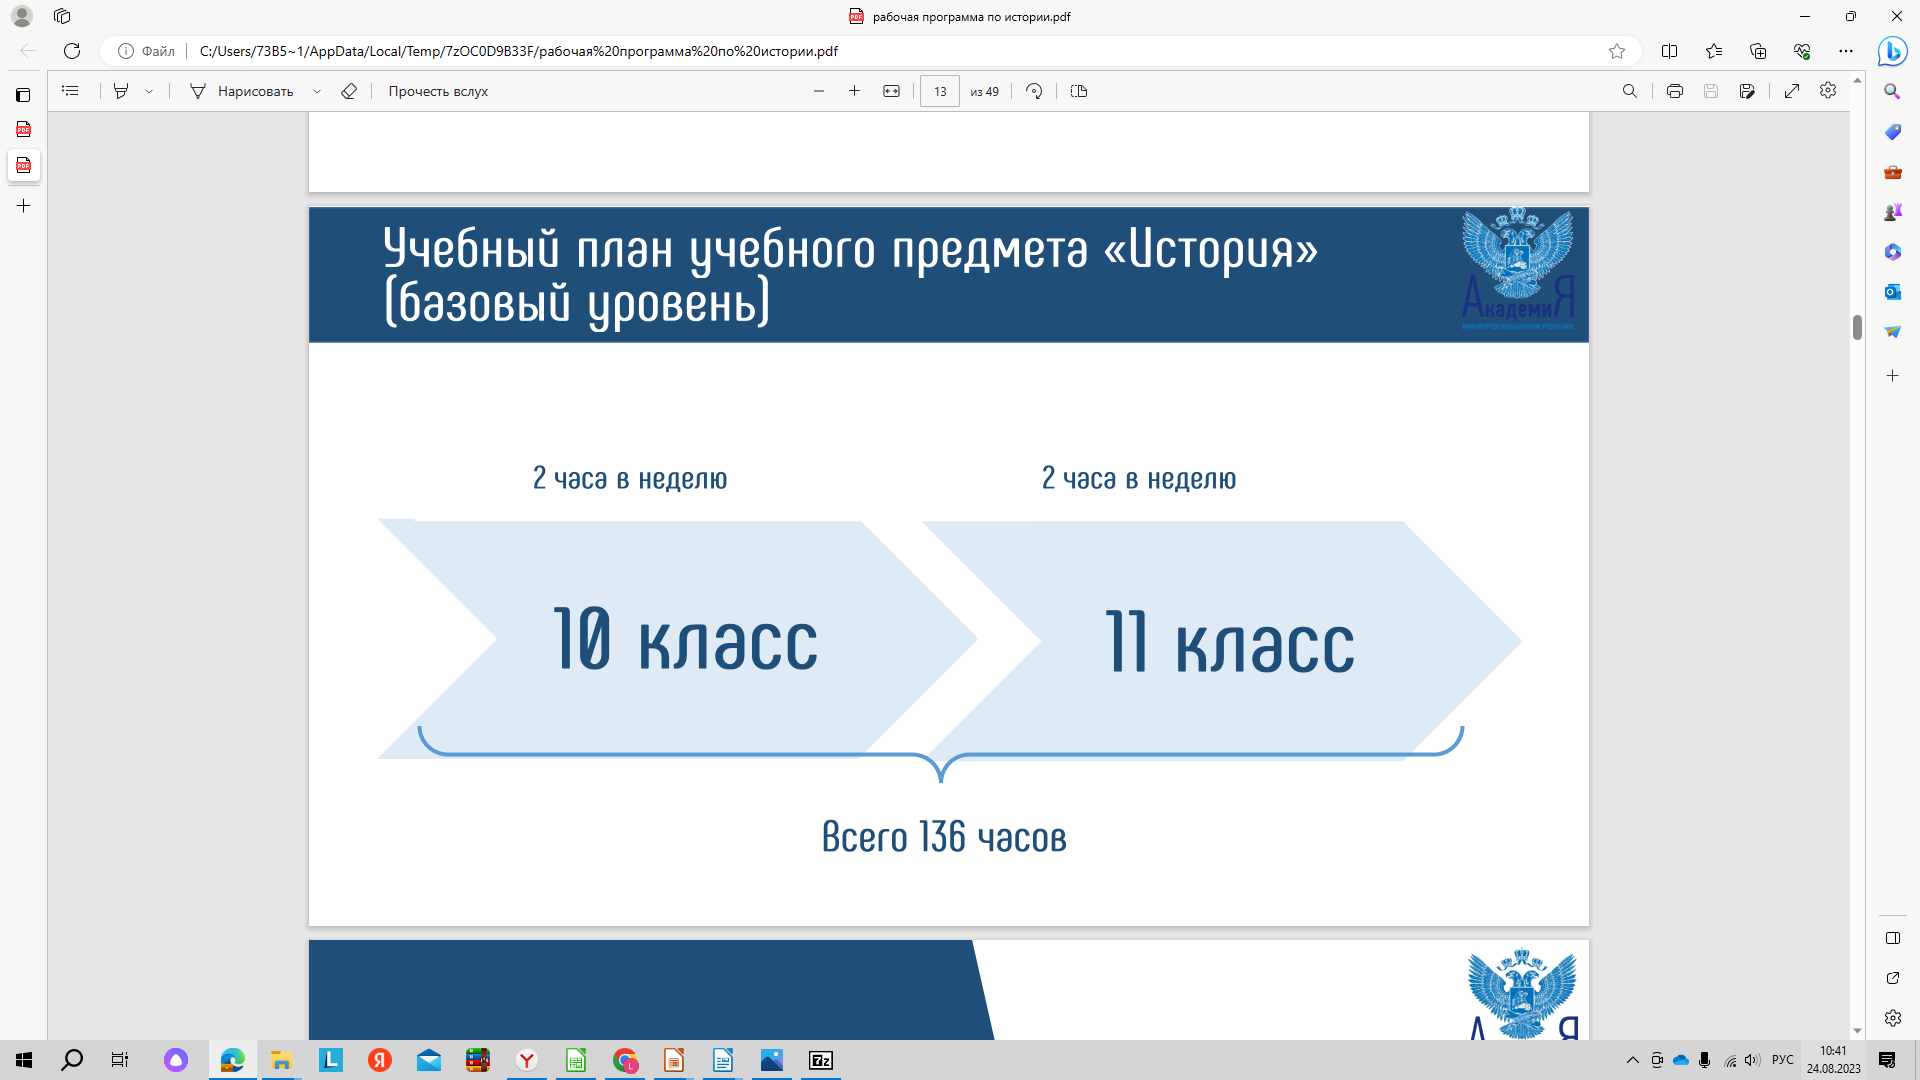 рабочая программа по истории.pdf
Файл
C:/Users/73B5~1/AppData/Local/Temp/7zOC0D9B33F/рабочая%20программа%20по%20истории.pdf
Нарисовать
Прочесть вслух
13
из 49
Учебный план учебного предмета «История»
(базовый уровень)
АкадемиЯ
МИНПРОСВЕЩЕНИЯ РОССИИ
2 часа в неделю
2 часа в неделю
10 класс
11 класс
Всего 136 часов
РУС
10:41
24.08.2023